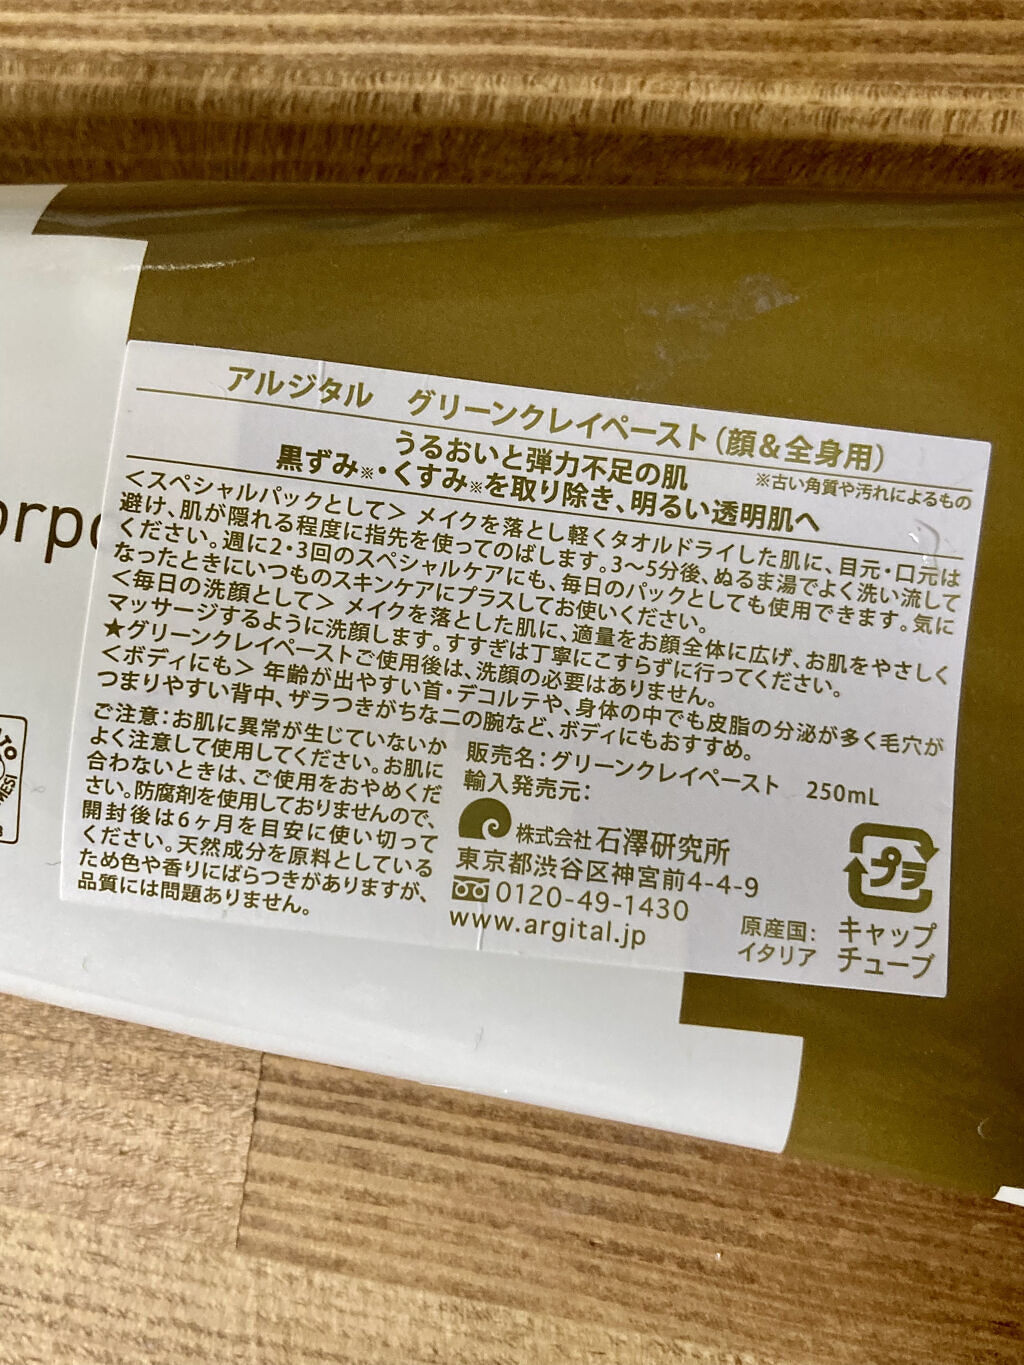 アルジタル グリーンクレイペースト(顔&全身用)
うるおいと弾力不足の肌
※古い角質や汚れによるもの
黒ずみ※・くすみ※を取り除き、明るい透明肌へ
<スペシャルパックとして> メイクを落とし軽くタオルドライした肌に、目元・口元は
避け、肌が隠れる程度に指先を使ってのばします。3〜5分後、ぬるま湯でよく洗い流して
ください。週に2・3回のスペシャルケアにも、毎日のパックとしても使用できます。気に
なったときにいつものスキンケアにプラスしてお使いください。
<毎日の洗顔として> メイクを落とした肌に、適量をお顔全体に広げ、お肌をやさしく
マッサージするように洗顔します。すすぎは丁寧にこすらずに行ってください。
★グリーンクレイペーストご使用後は、洗顔の必要はありません。
<ボディにも> 年齢が出やすい首・デコルテや、身体の中でも皮脂の分泌が多く毛穴が
つまりやすい背中、ザラつきがちな二の腕など、ボディにもおすすめ。
ご注意:お肌に異常が生じていないか
よく注意して使用してください。お肌に
合わないときは、ご使用をおやめくだ
さい。防腐剤を使用しておりませんので、
開封後は6ヶ月を目安に使い切って
ください。天然成分を原料としている
ため色や香りにばらつきがありますが、
品質には問題ありません。
販売名:グリーンクレイペースト 250mL
輸入発売元:
株式会社 石澤研究所
東京都渋谷区神宮前4-4-9
0120-49-1430
www.argital.jp
プラ
原産国: キャップ
イタリア チューブ
orpo